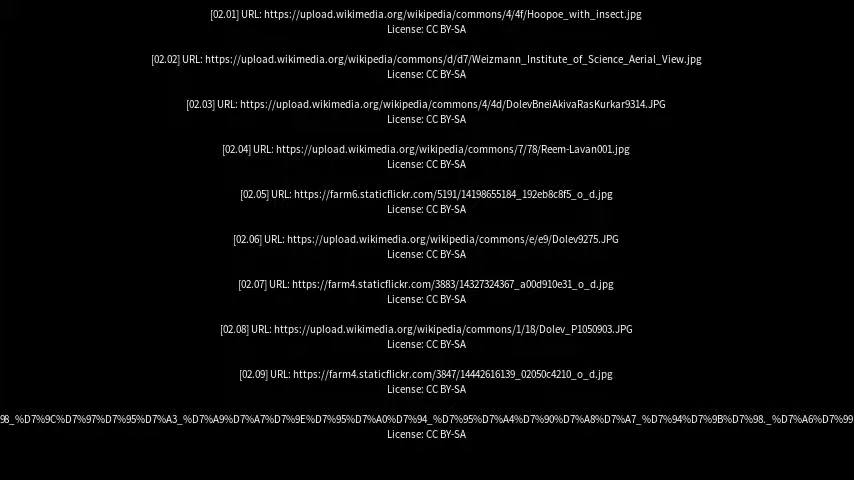 [02.01] URL: https://upload.wikimedia.org/wikipedia/commons/4/4f/Hoopoe_with_insect.jpg
License: CC BY-SA
[02.02] URL: https://upload.wikimedia.org/wikipedia/commons/d/d7/Weizmann_Institute_of_Science_Aerial_View.jpg
License: CC BY-SA
[02.03] URL: https://upload.wikimedia.org/wikipedia/commons/4/4d/DolevBneiAkivaRasKurkar9314.JPG
License: CC BY-SA
[02.04] URL: https://upload.wikimedia.org/wikipedia/commons/7/78/Reem-Lavan001.jpg
License: CC BY-SA
[02.05] URL: https://farm6.staticflickr.com/5191/14198655184_192eb8c8f5_o_d.jpg
License: CC BY-SA
[02.06] URL: https://upload.wikimedia.org/wikipedia/commons/e/e9/Dolev9275.JPG
License: CC BY-SA
[02.07] URL: https://farm4.staticflickr.com/3883/14327324367_a00d910e31_o_d.jpg
License: CC BY-SA
[02.08] URL: https://upload.wikimedia.org/wikipedia/commons/1/18/Dolev_P1050903.JPG
License: CC BY-SA
[02.09] URL: https://farm4.staticflickr.com/3847/14442616139_02050c4210_o_d.jpg
License: CC BY-SA
98_%D7%9C%D7%97%D7%95%D7%A3_%D7%A9%D7%A7%D7%9E%D7%95%D7%A0%D7%94_%D7%95%D7%A4%D7%90%D7%A8%D7%A7_%D7%94%D7%9B%D7%98._%D7%A6%D7%99
License: CC BY-SA